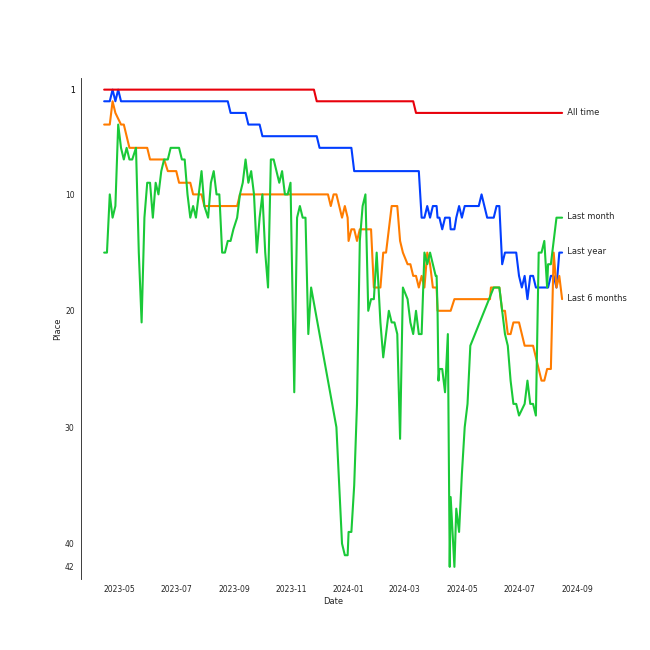 1
10
20
30
40
42
Place
2023-05
2023-07
2023-09
2023-11
2024-01
2024-03
2024-05
2024-07
2024-09
Date
All time
Last month
Last year
Last 6 months